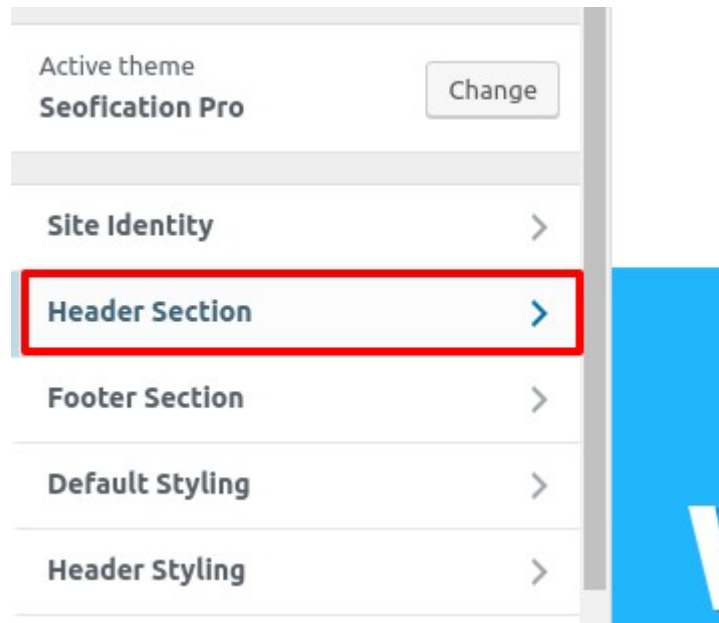 Active theme
Seofication Pro
Change
Site Identity
Header Section
Footer Section
Default Styling
Header Styling